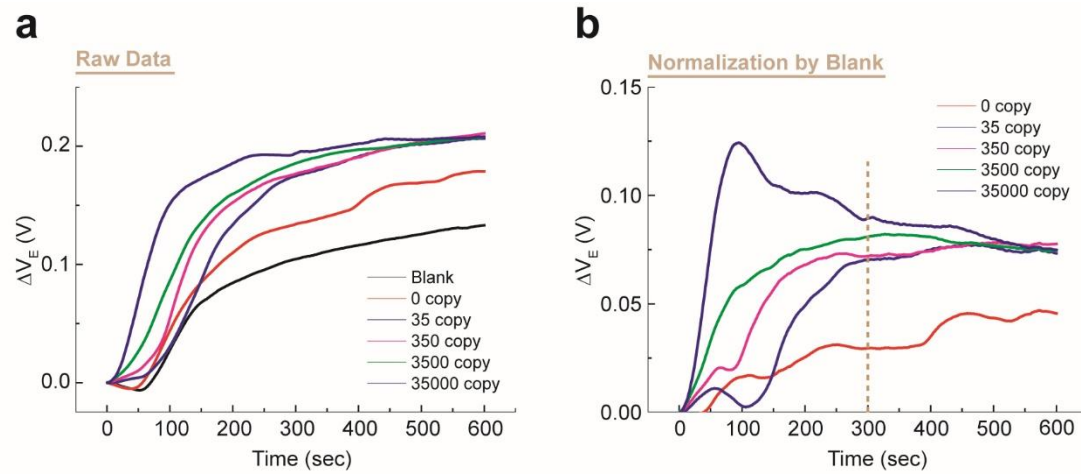 a
Raw Data
ΔV_E (V)
0.2
0.1
0.0
Blank
0 copy
35 copy
350 copy
3500 copy
35000 copy
0 100 200 300 400 500 600
Time (sec)
b
Normalization by Blank
ΔV_E (V)
0.15
0.10
0.05
0.00
0 copy
35 copy
350 copy
3500 copy
35000 copy
0 100 200 300 400 500 600
Time (sec)